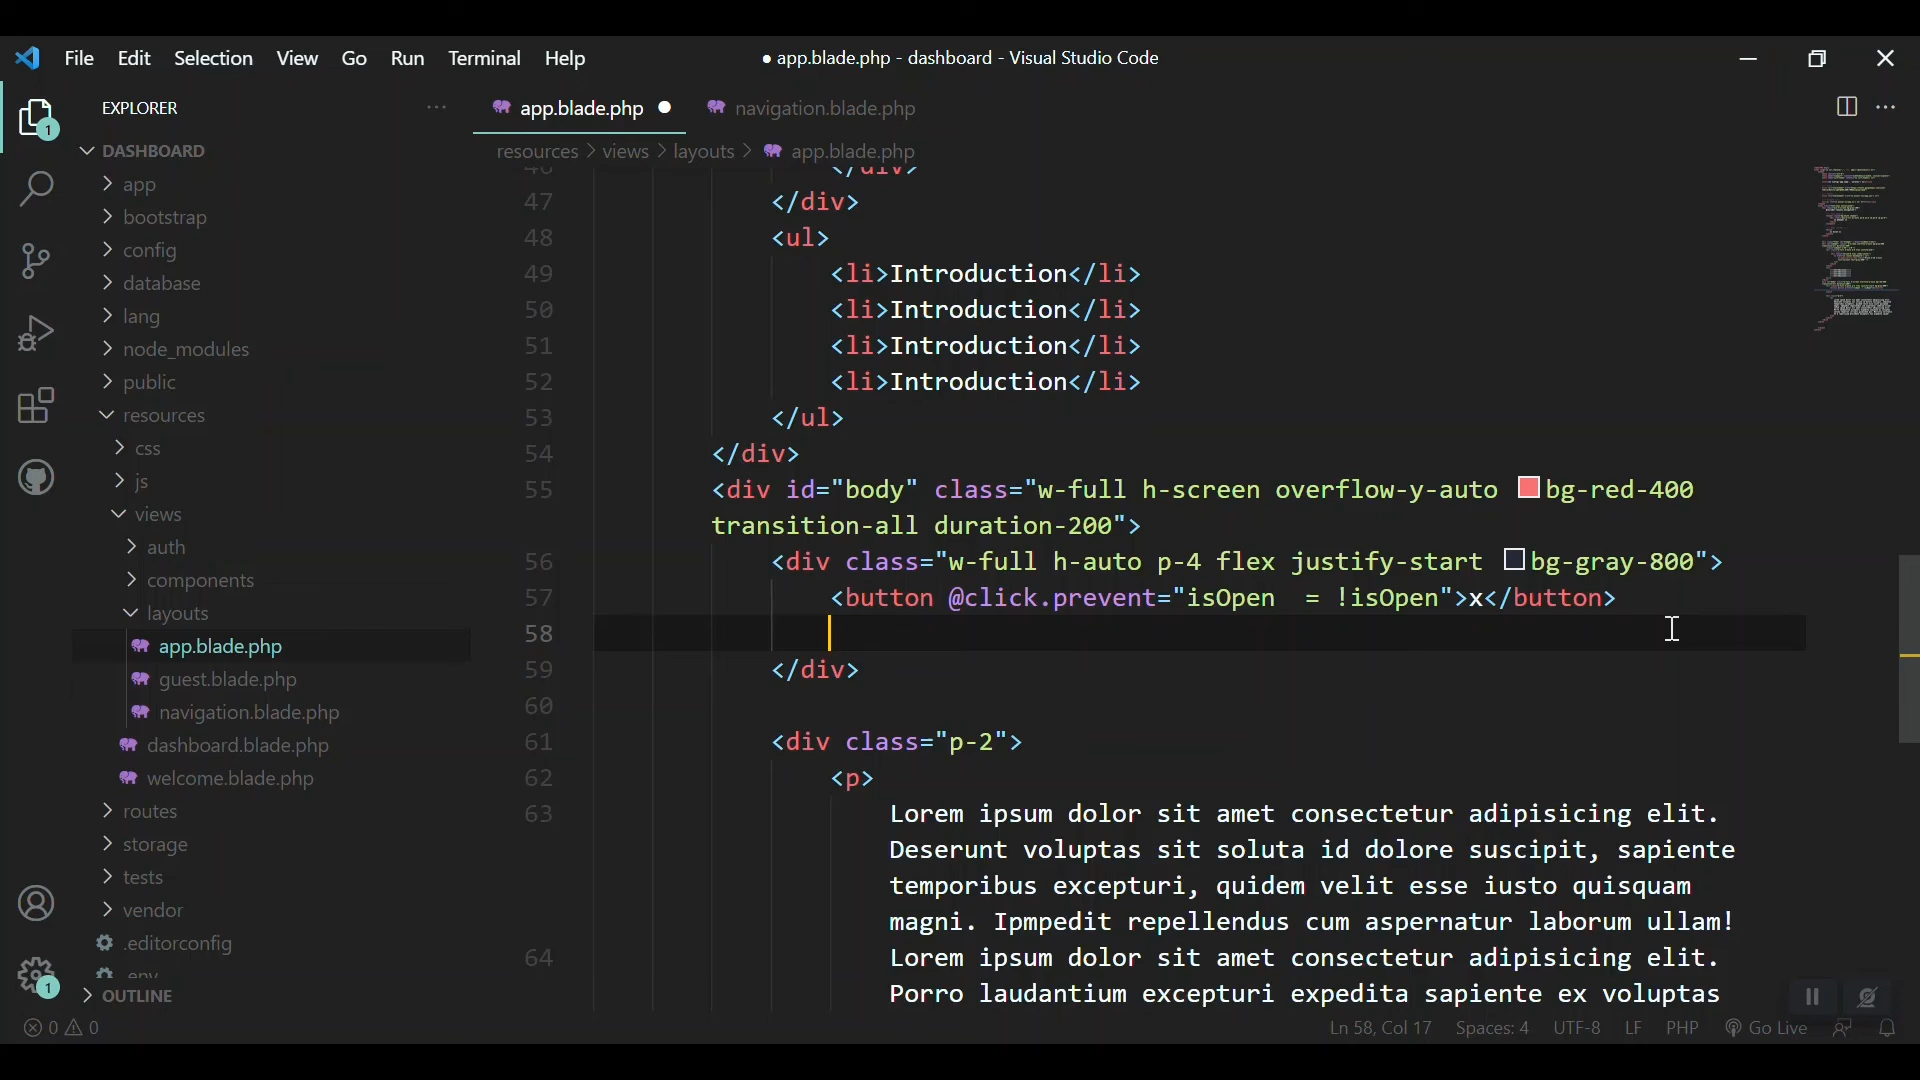 File Edit Selection View Go Run Terminal Help
● app.blade.php - dashboard - Visual Studio Code
EXPLORER
app.blade.php
navigation.blade.php
1
DASHBOARD
resources > views > layouts > app.blade.php
app
bootstrap
config
database
lang
node_modules
public
resources
css
js
views
auth
components
layouts
app.blade.php
guest.blade.php
navigation.blade.php
dashboard.blade.php
welcome.blade.php
routes
storage
tests
vendor
.editorconfig
.env
OUTLINE
1
46 </div>
47 </div>
48 <ul>
49 <li>Introduction</li>
50 <li>Introduction</li>
51 <li>Introduction</li>
52 <li>Introduction</li>
53 </ul>
54 </div>
55 <div id="body" class="w-full h-screen overflow-y-auto bg-red-400
transition-all duration-200">
56 <div class="w-full h-auto p-4 flex justify-start bg-gray-800">
57 <button @click.prevent="isOpen  = !isOpen">x</button>
58
59 </div>
60
61 <div class="p-2">
62 <p>
63 Lorem ipsum dolor sit amet consectetur adipisicing elit.
Deserunt voluptas sit soluta id dolore suscipit, sapiente
temporibus excepturi, quidem velit esse iusto quisquam
magni. Ipmpedit repellendus cum aspernatur laborum ullam!
64 Lorem ipsum dolor sit amet consectetur adipisicing elit.
Porro laudantium excepturi expedita sapiente ex voluptas
0 0
Ln 58, Col 17 Spaces: 4 UTF-8 LF PHP Go Live